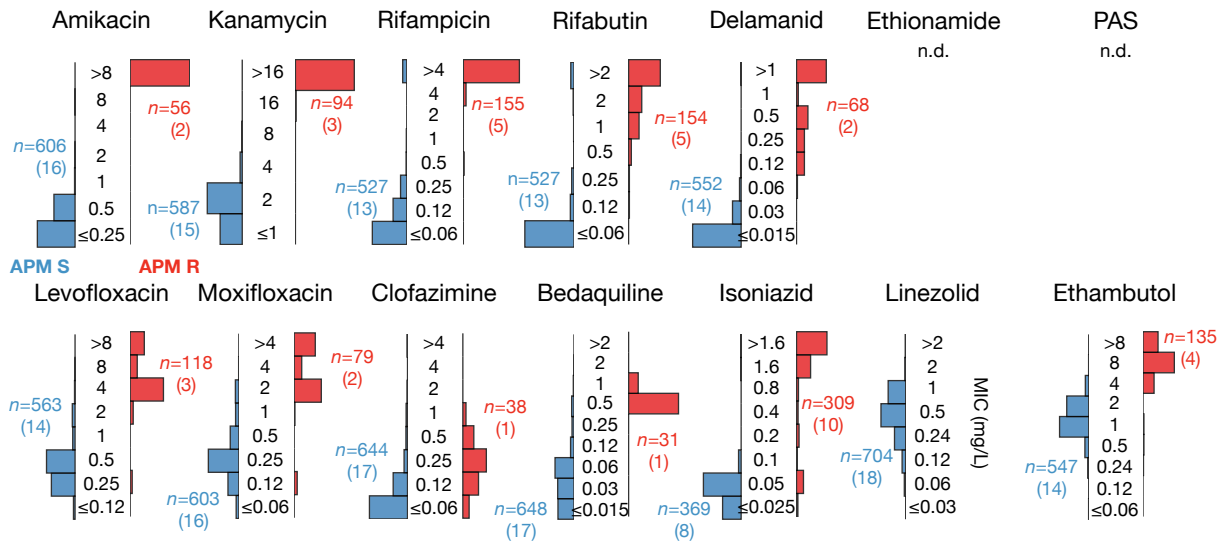 Amikacin
Kanamycin
Rifampicin
Rifabutin
Delamanid
Ethionamide
PAS
n.d.
n.d.
>8
8
4
2
1
0.5
≤0.25
n=606
(16)
n=56
(2)
>16
16
8
4
2
≤1
n=587
(15)
n=94
(3)
>4
4
2
1
0.5
0.25
0.12
≤0.06
n=527
(13)
n=155
(5)
>2
2
1
0.5
0.25
0.12
≤0.06
n=527
(13)
n=154
(5)
>1
1
0.5
0.25
0.12
0.06
0.03
≤0.015
n=552
(14)
n=68
(2)
APM S
APM R
Levofloxacin
Moxifloxacin
Clofazimine
Bedaquiline
Isoniazid
Linezolid
Ethambutol
>8
8
4
2
1
0.5
0.25
≤0.12
n=563
(14)
n=118
(3)
>4
4
2
1
0.5
0.25
0.12
≤0.06
n=603
(16)
n=79
(2)
>4
4
2
1
0.5
0.25
0.12
≤0.06
n=644
(17)
n=38
(1)
>2
2
1
0.5
0.25
0.12
0.06
0.03
≤0.015
n=648
(17)
n=31
(1)
>1.6
1.6
0.8
0.4
0.2
0.1
0.05
≤0.025
n=369
(8)
n=309
(10)
>2
2
1
0.5
0.24
0.12
0.06
≤0.03
n=704
(18)
MIC (mg/L)
>8
8
4
2
1
0.5
0.24
0.12
≤0.06
n=547
(14)
n=135
(4)